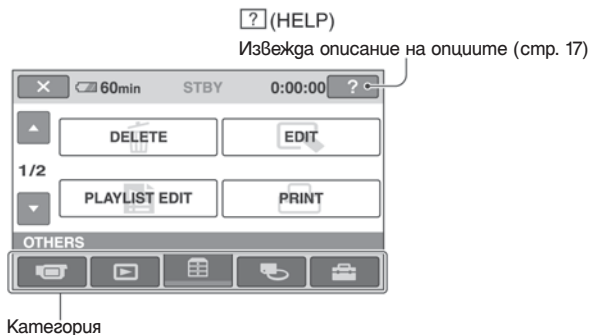 ? (HELP)
Извежда описание на опциите (стр. 17)
60min STBY 0:00:00 ?
DELETE EDIT
1/2
PLAYLIST EDIT PRINT
OTHERS
Категория